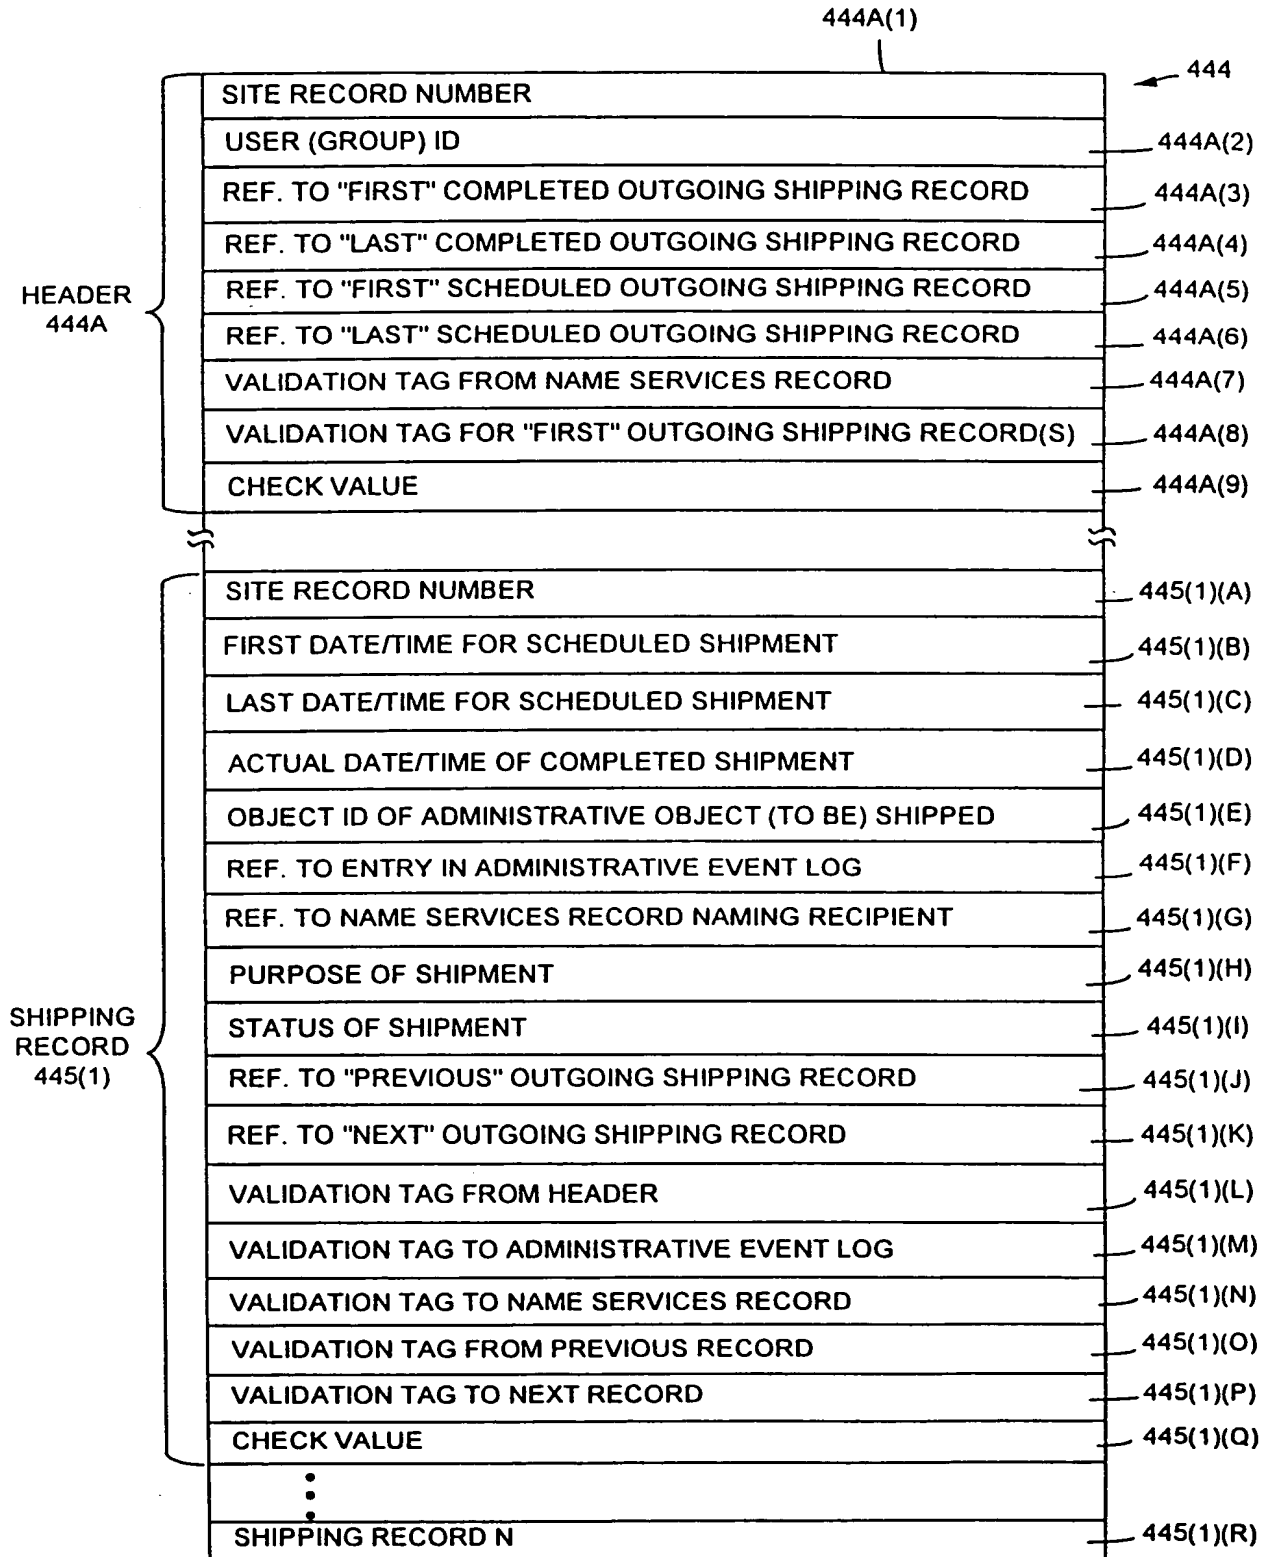 444A(1)
444
SITE RECORD NUMBER
USER (GROUP) ID
444A(2)
REF. TO "FIRST" COMPLETED OUTGOING SHIPPING RECORD
444A(3)
REF. TO "LAST" COMPLETED OUTGOING SHIPPING RECORD
444A(4)
REF. TO "FIRST" SCHEDULED OUTGOING SHIPPING RECORD
444A(5)
HEADER
444A
REF. TO "LAST" SCHEDULED OUTGOING SHIPPING RECORD
444A(6)
VALIDATION TAG FROM NAME SERVICES RECORD
444A(7)
VALIDATION TAG FOR "FIRST" OUTGOING SHIPPING RECORD(S)
444A(8)
CHECK VALUE
444A(9)
SITE RECORD NUMBER
445(1)(A)
FIRST DATE/TIME FOR SCHEDULED SHIPMENT
445(1)(B)
LAST DATE/TIME FOR SCHEDULED SHIPMENT
445(1)(C)
ACTUAL DATE/TIME OF COMPLETED SHIPMENT
445(1)(D)
OBJECT ID OF ADMINISTRATIVE OBJECT (TO BE) SHIPPED
445(1)(E)
REF. TO ENTRY IN ADMINISTRATIVE EVENT LOG
445(1)(F)
REF. TO NAME SERVICES RECORD NAMING RECIPIENT
445(1)(G)
PURPOSE OF SHIPMENT
445(1)(H)
SHIPPING
RECORD
445(1)
STATUS OF SHIPMENT
445(1)(I)
REF. TO "PREVIOUS" OUTGOING SHIPPING RECORD
445(1)(J)
REF. TO "NEXT" OUTGOING SHIPPING RECORD
445(1)(K)
VALIDATION TAG FROM HEADER
445(1)(L)
VALIDATION TAG TO ADMINISTRATIVE EVENT LOG
445(1)(M)
VALIDATION TAG TO NAME SERVICES RECORD
445(1)(N)
VALIDATION TAG FROM PREVIOUS RECORD
445(1)(O)
VALIDATION TAG TO NEXT RECORD
445(1)(P)
CHECK VALUE
445(1)(Q)
SHIPPING RECORD N
445(1)(R)